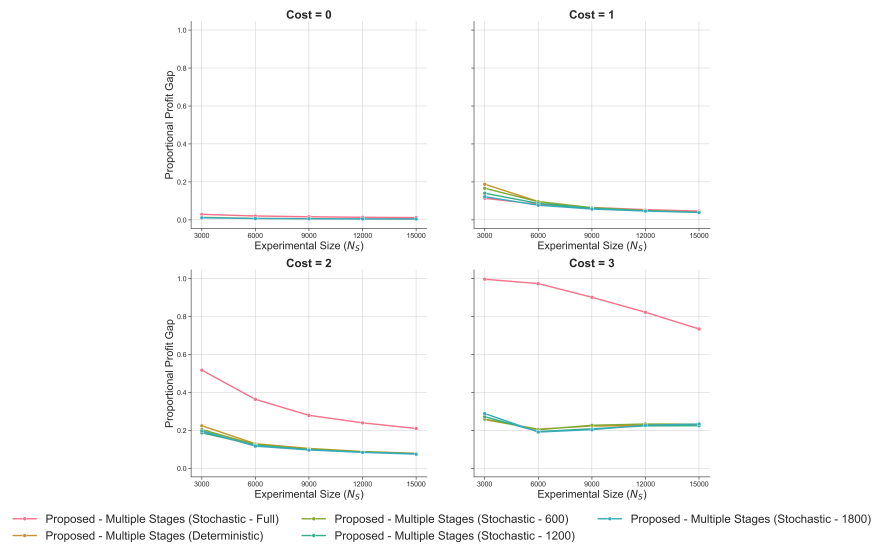 Cost = 0
Cost = 1
Proportional Profit Gap
1.0
0.8
0.6
0.4
0.2
0.0
3000 6000 9000 12000 15000
3000 6000 9000 12000 15000
Experimental Size (N_S)
Experimental Size (N_S)
Cost = 2
Cost = 3
Proportional Profit Gap
1.0
0.8
0.6
0.4
0.2
0.0
3000 6000 9000 12000 15000
3000 6000 9000 12000 15000
Experimental Size (N_S)
Experimental Size (N_S)
Proposed - Multiple Stages (Stochastic - Full)
Proposed - Multiple Stages (Deterministic)
Proposed - Multiple Stages (Stochastic - 600)
Proposed - Multiple Stages (Stochastic - 1200)
Proposed - Multiple Stages (Stochastic - 1800)